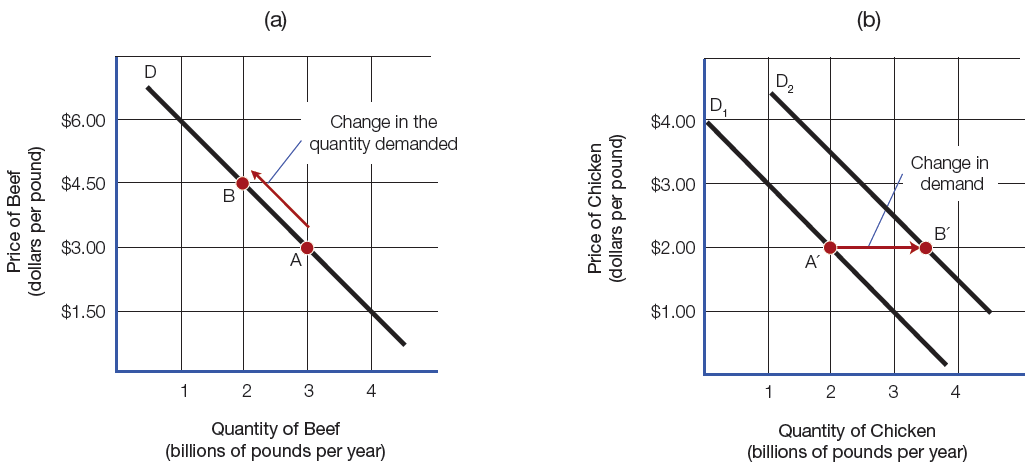 (a)
D
$6.00
$4.50
$3.00
$1.50
Price of Beef
(dollars per pound)
Change in the
quantity demanded
B
A
1 2 3 4
Quantity of Beef
(billions of pounds per year)
(b)
D1
D2
$4.00
$3.00
$2.00
$1.00
Price of Chicken
(dollars per pound)
Change in
demand
A′
B′
1 2 3 4
Quantity of Chicken
(billions of pounds per year)